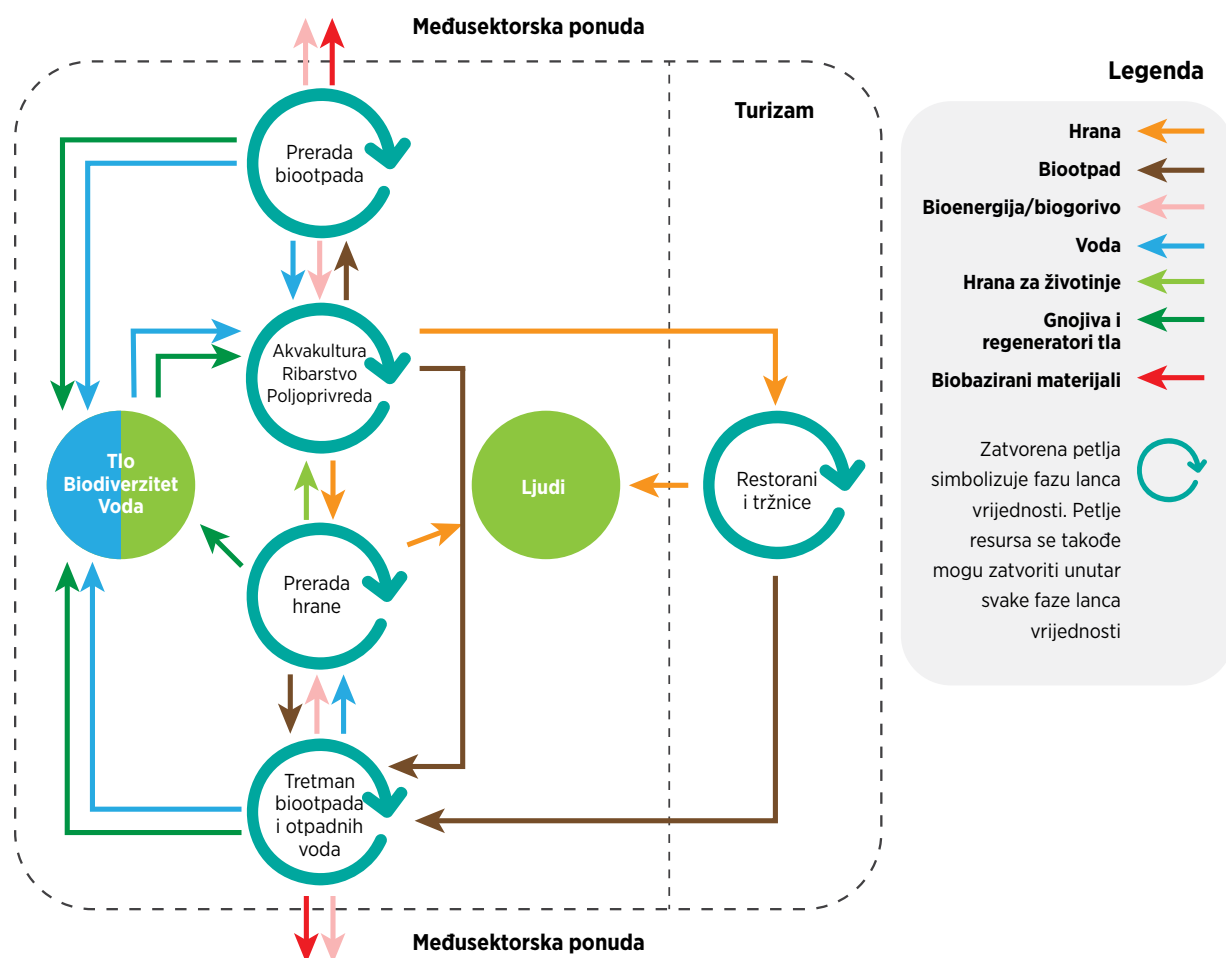 Međusektorska ponuda
Turizam
Prerada
biootpada
Akvakultura
Ribarstvo
Poljoprivreda
Tlo
Biodiverzitet
Voda
Ljudi
Restorani
i tržnice
Prerada
hrane
Tretman
biootpada
i otpadnih
voda
Međusektorska ponuda
Legenda
Hrana
Biootpad
Bioenergija/biogorivo
Voda
Hrana za životinje
Gnojiva i
regeneratori tla
Biobazirani materijali
Zatvorena petlja
simbolizuje fazu lanca
vrijednosti. Petlje
resursa se takođe
mogu zatvoriti unutar
svake faze lanca
vrijednosti